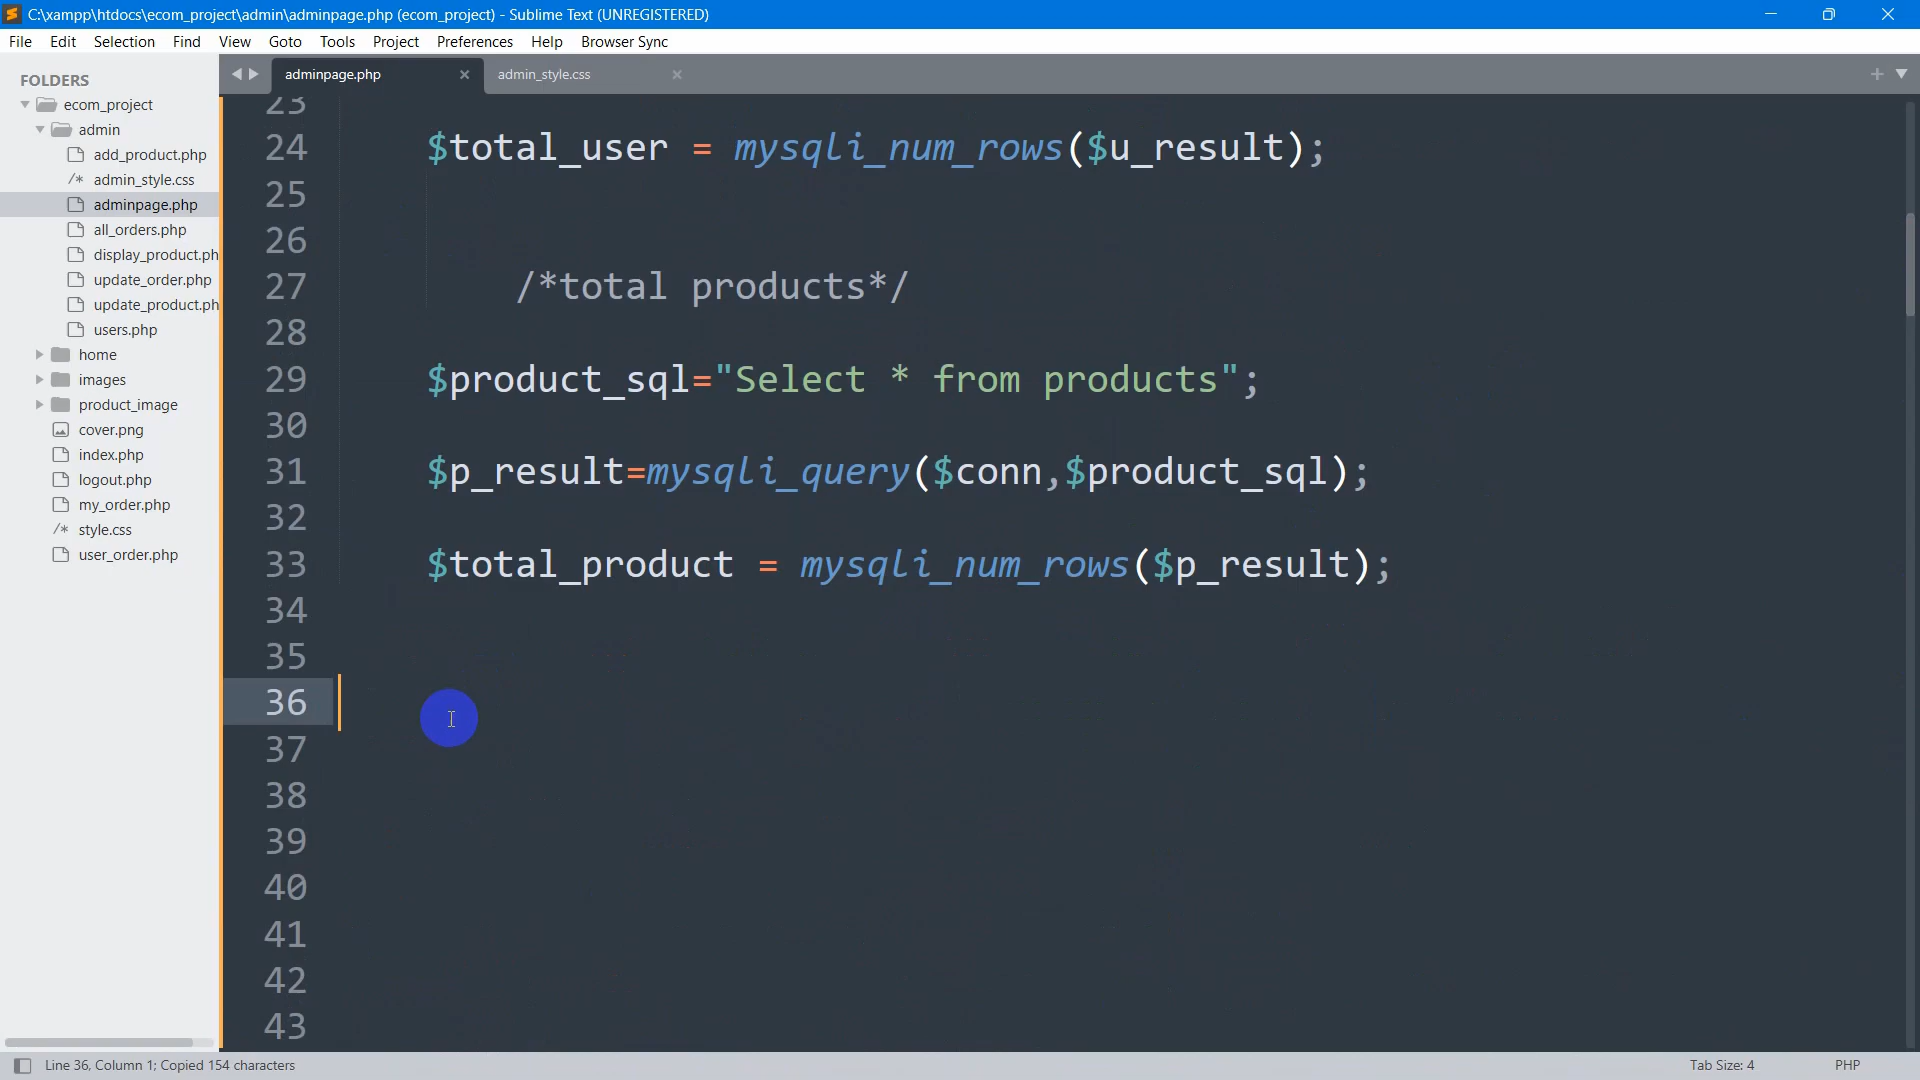 C:\xampp\htdocs\ecom_project\admin\adminpage.php (ecom_project) - Sublime Text (UNREGISTERED)
File Edit Selection Find View Goto Tools Project Preferences Help Browser Sync
FOLDERS
ecom_project
admin
add_product.php
/* admin_style.css
adminpage.php
all_orders.php
display_product.ph
update_order.php
update_product.ph
users.php
home
images
product_image
cover.png
index.php
logout.php
my_order.php
/* style.css
user_order.php
adminpage.php admin_style.css
23
24 $total_user = mysqli_num_rows($u_result);
25
26
27 /*total products*/
28
29 $product_sql="Select * from products";
30
31 $p_result=mysqli_query($conn,$product_sql);
32
33 $total_product = mysqli_num_rows($p_result);
34
35
36
37
38
39
40
41
42
43
Line 36, Column 1; Copied 154 characters Tab Size: 4 PHP